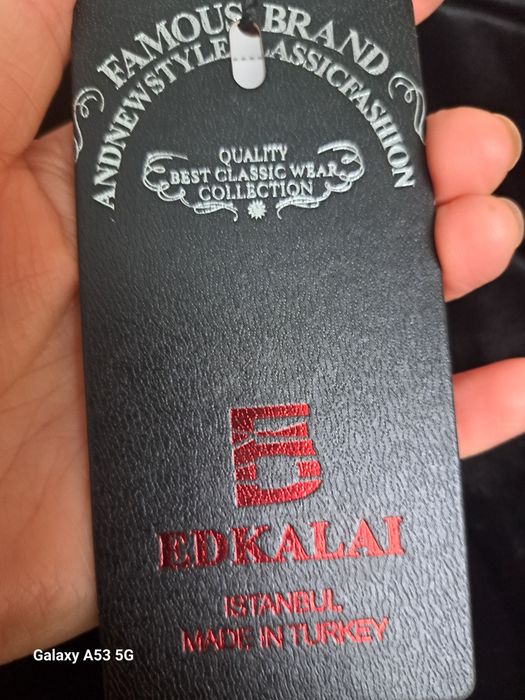 FAMOUS BRAND
ANDNEWSTYLE CLASSICFASHION
QUALITY
BEST CLASSIC WEAR
COLLECTION
EDKALAI
ISTANBUL
MADE IN TURKEY
Galaxy A53 5G